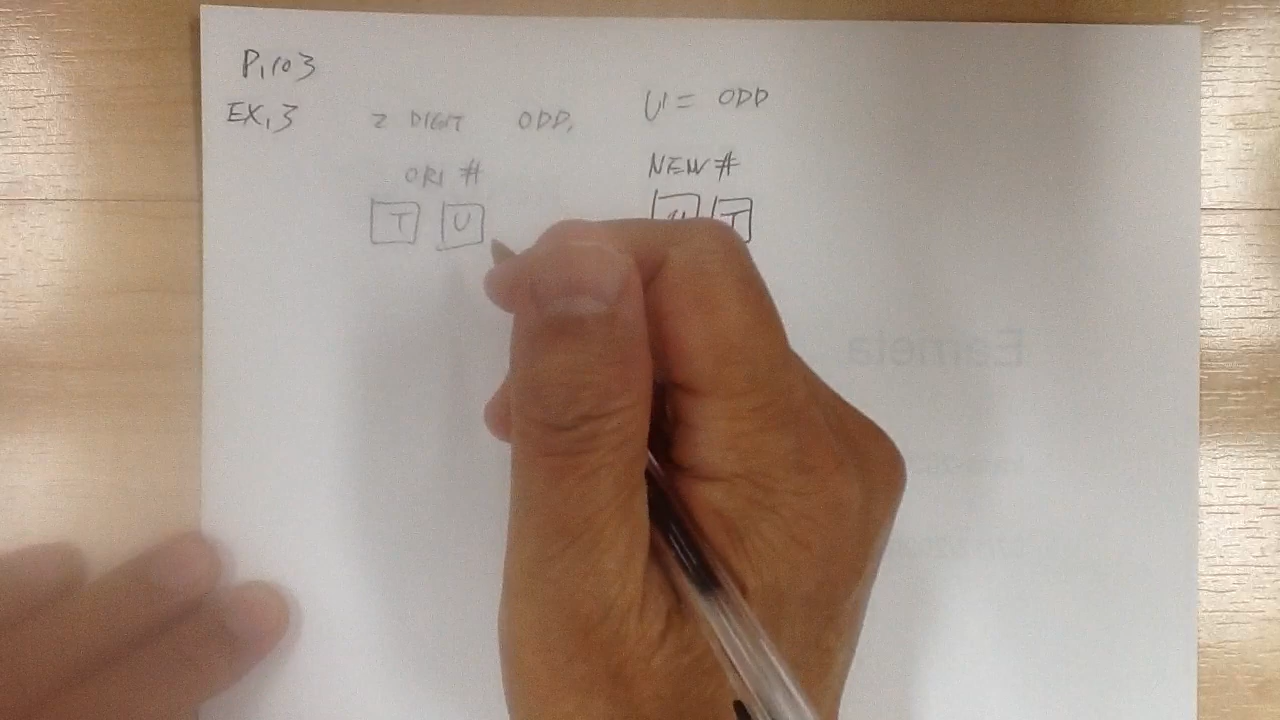 P.103
EX.3 2 DIGIT ODD, U = ODD
ORI # NEW #
T U U T